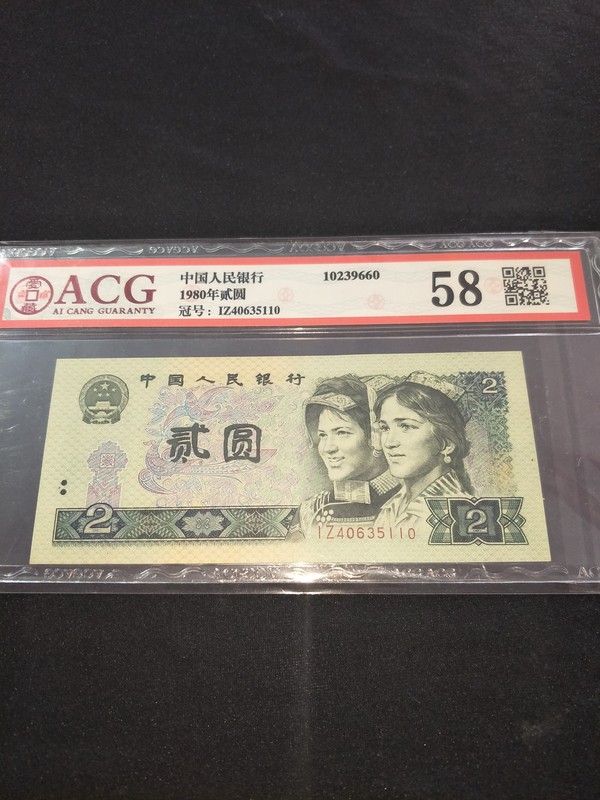 ACG
AI CANG GUARANTY
中国人民银行
1980年贰圆
冠号：IZ40635110
10239660
58
中国人民银行
贰圆
2
2
2
IZ40635110